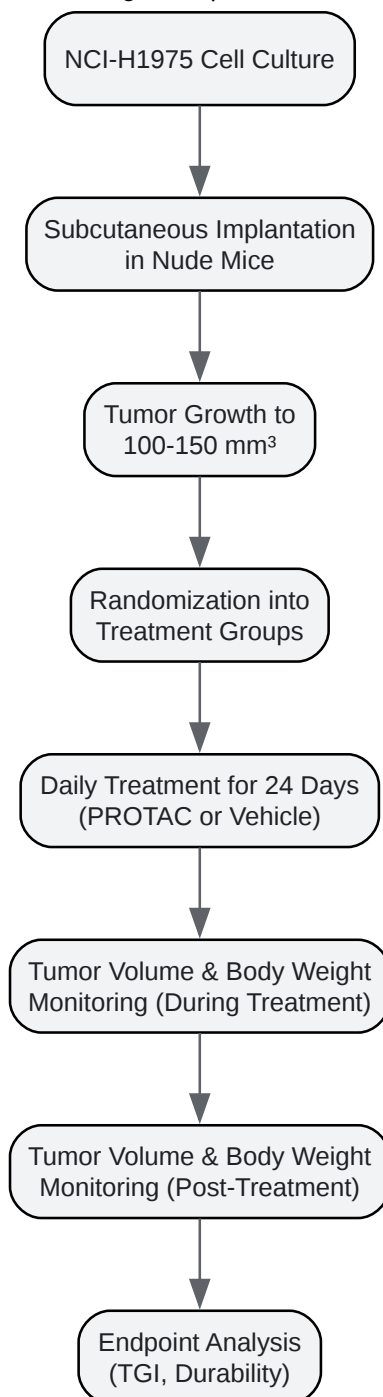 NCI-H1975 Cell Culture
Subcutaneous Implantation
in Nude Mice
Tumor Growth to
100-150 mm³
Randomization into
Treatment Groups
Daily Treatment for 24 Days
(PROTAC or Vehicle)
Tumor Volume & Body Weight
Monitoring (During Treatment)
Tumor Volume & Body Weight
Monitoring (Post-Treatment)
Endpoint Analysis
(TGI, Durability)